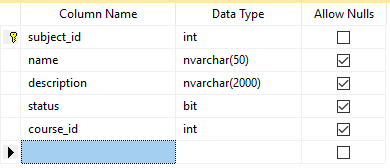 Column Name Data Type Allow Nulls
subject_id int
name nvarchar(50)
description nvarchar(2000)
status bit
course_id int